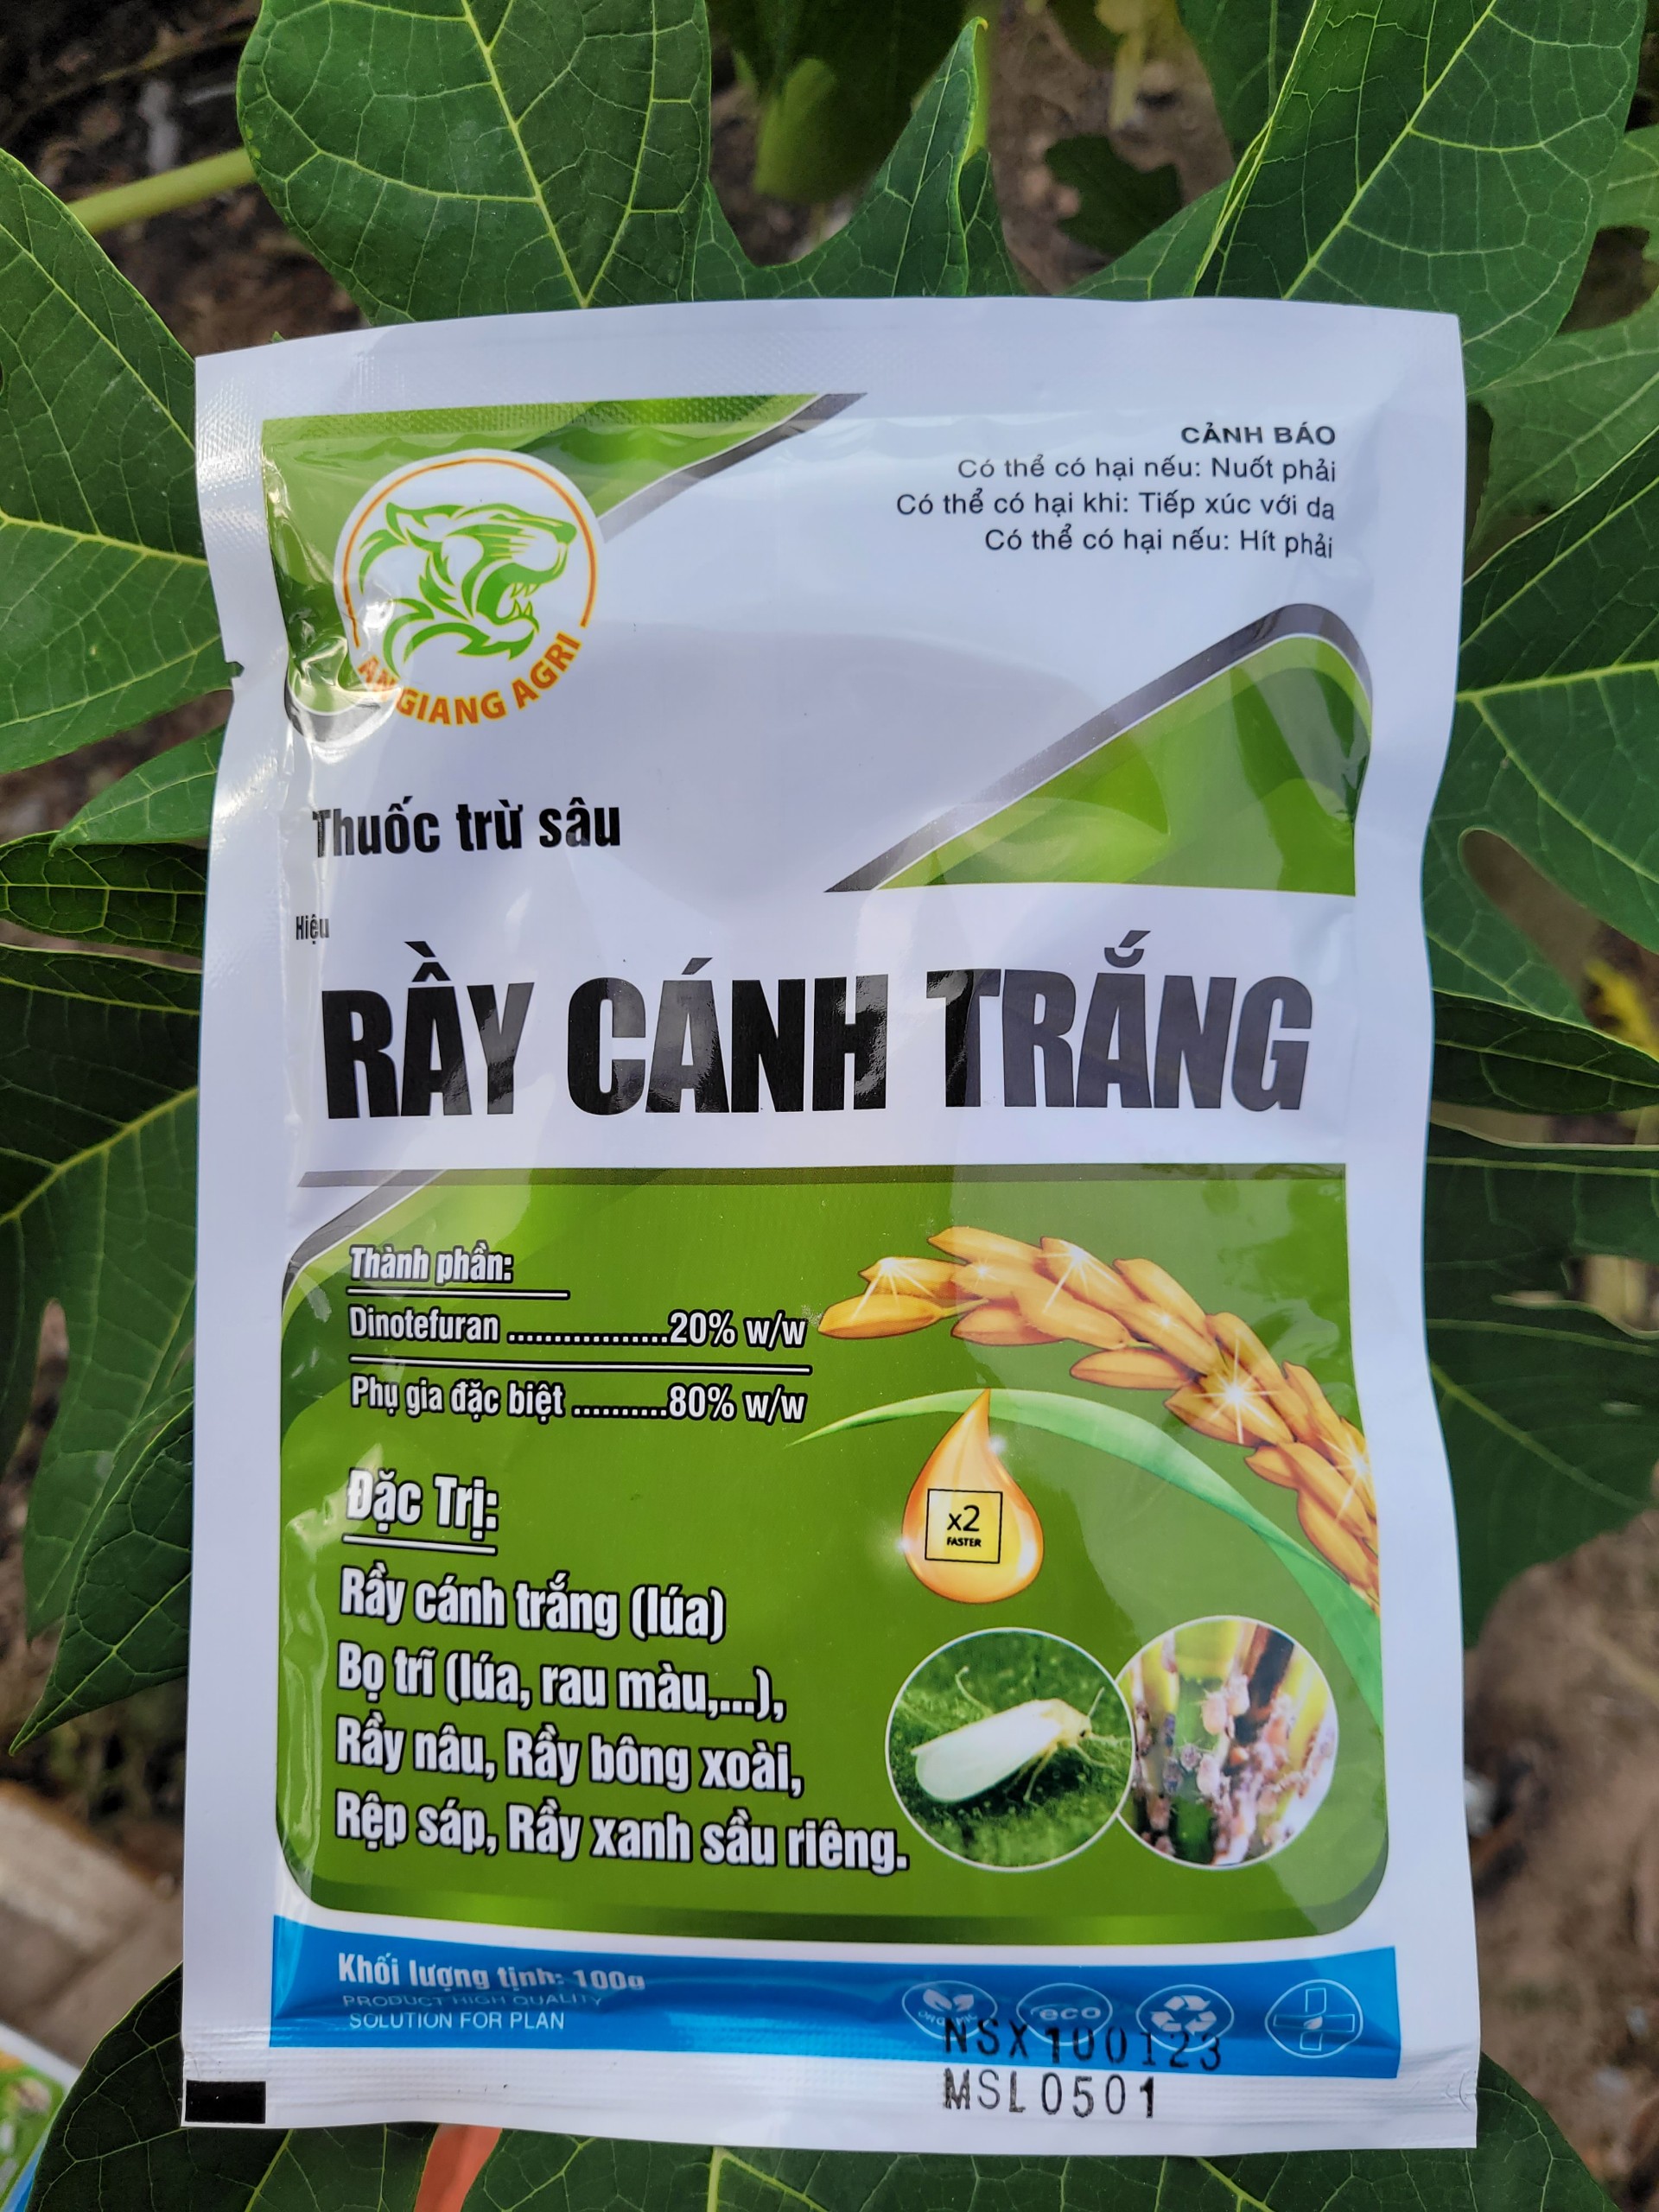 AN GIANG AGRI
CẢNH BÁO
Có thể có hại nếu: Nuốt phải
Có thể có hại khi: Tiếp xúc với da
Có thể có hại nếu: Hít phải
Thuốc trừ sâu
Hiệu
RẦY CÁNH TRẮNG
Thành phần:
Dinotefuran .................20% w/w
Phụ gia đặc biệt ..........80% w/w
x2
FASTER
Đặc Trị:
Rầy cánh trắng (lúa)
Bọ trĩ (lúa, rau màu,...),
Rầy nâu, Rầy bông xoài,
Rệp sáp, Rầy xanh sầu riêng.
Khối lượng tịnh: 100g
PRODUCT HIGH QUALITY
SOLUTION FOR PLAN
ORGANIC
eco
NSX100123
MSL0501